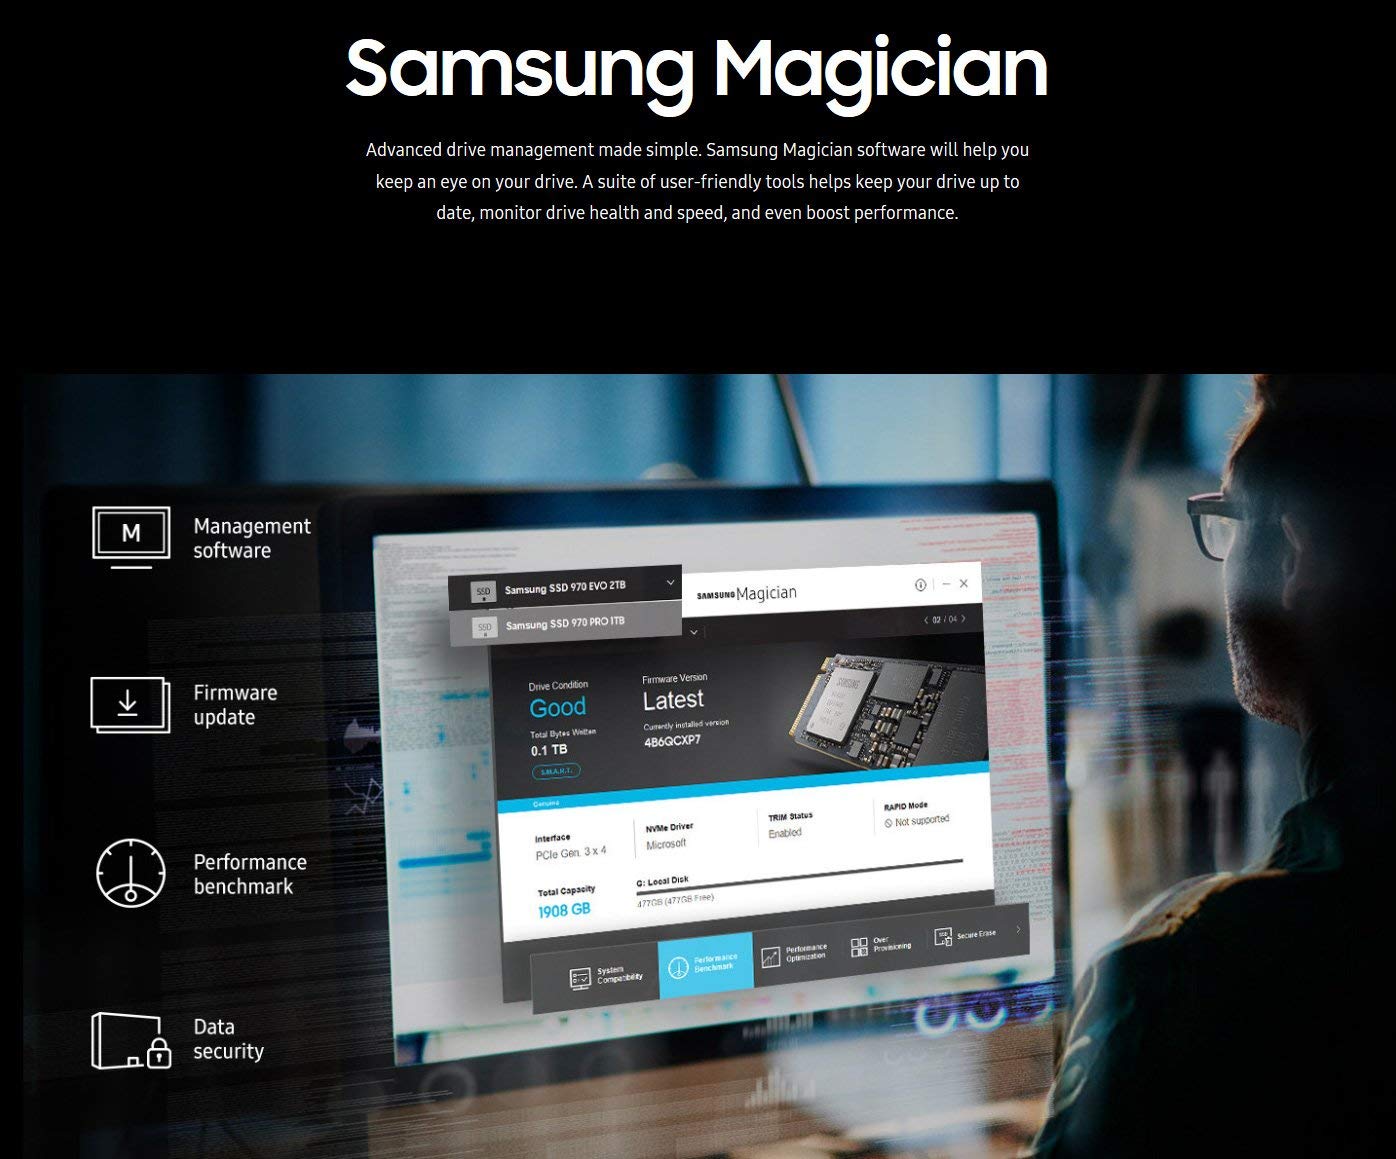 Samsung Magician
Advanced drive management made simple. Samsung Magician software will help you
keep an eye on your drive. A suite of user-friendly tools helps keep your drive up to
date, monitor drive health and speed, and even boost performance.
M
Management
software
Firmware
update
Performance
benchmark
Data
security
SSD
Samsung SSD 970 EVO 2TB
SSD
Samsung SSD 970 PRO 1TB
SAMSUNG Magician
02 / 04
Drive Condition
Good
Total Bytes Written
0.1 TB
S.M.A.R.T.
Firmware Version
Latest
Currently installed version
4B6QCXP7
SAMSUNG
Genuine
Interface
PCIe Gen. 3 x 4
NVMe Driver
Microsoft
TRIM Status
Enabled
RAPID Mode
Not supported
Total Capacity
1908 GB
G: Local Disk
477GB (477GB Free)
System
Compatibility
Performance
Benchmark
Performance
Optimization
Over
Provisioning
SSD
Secure Erase